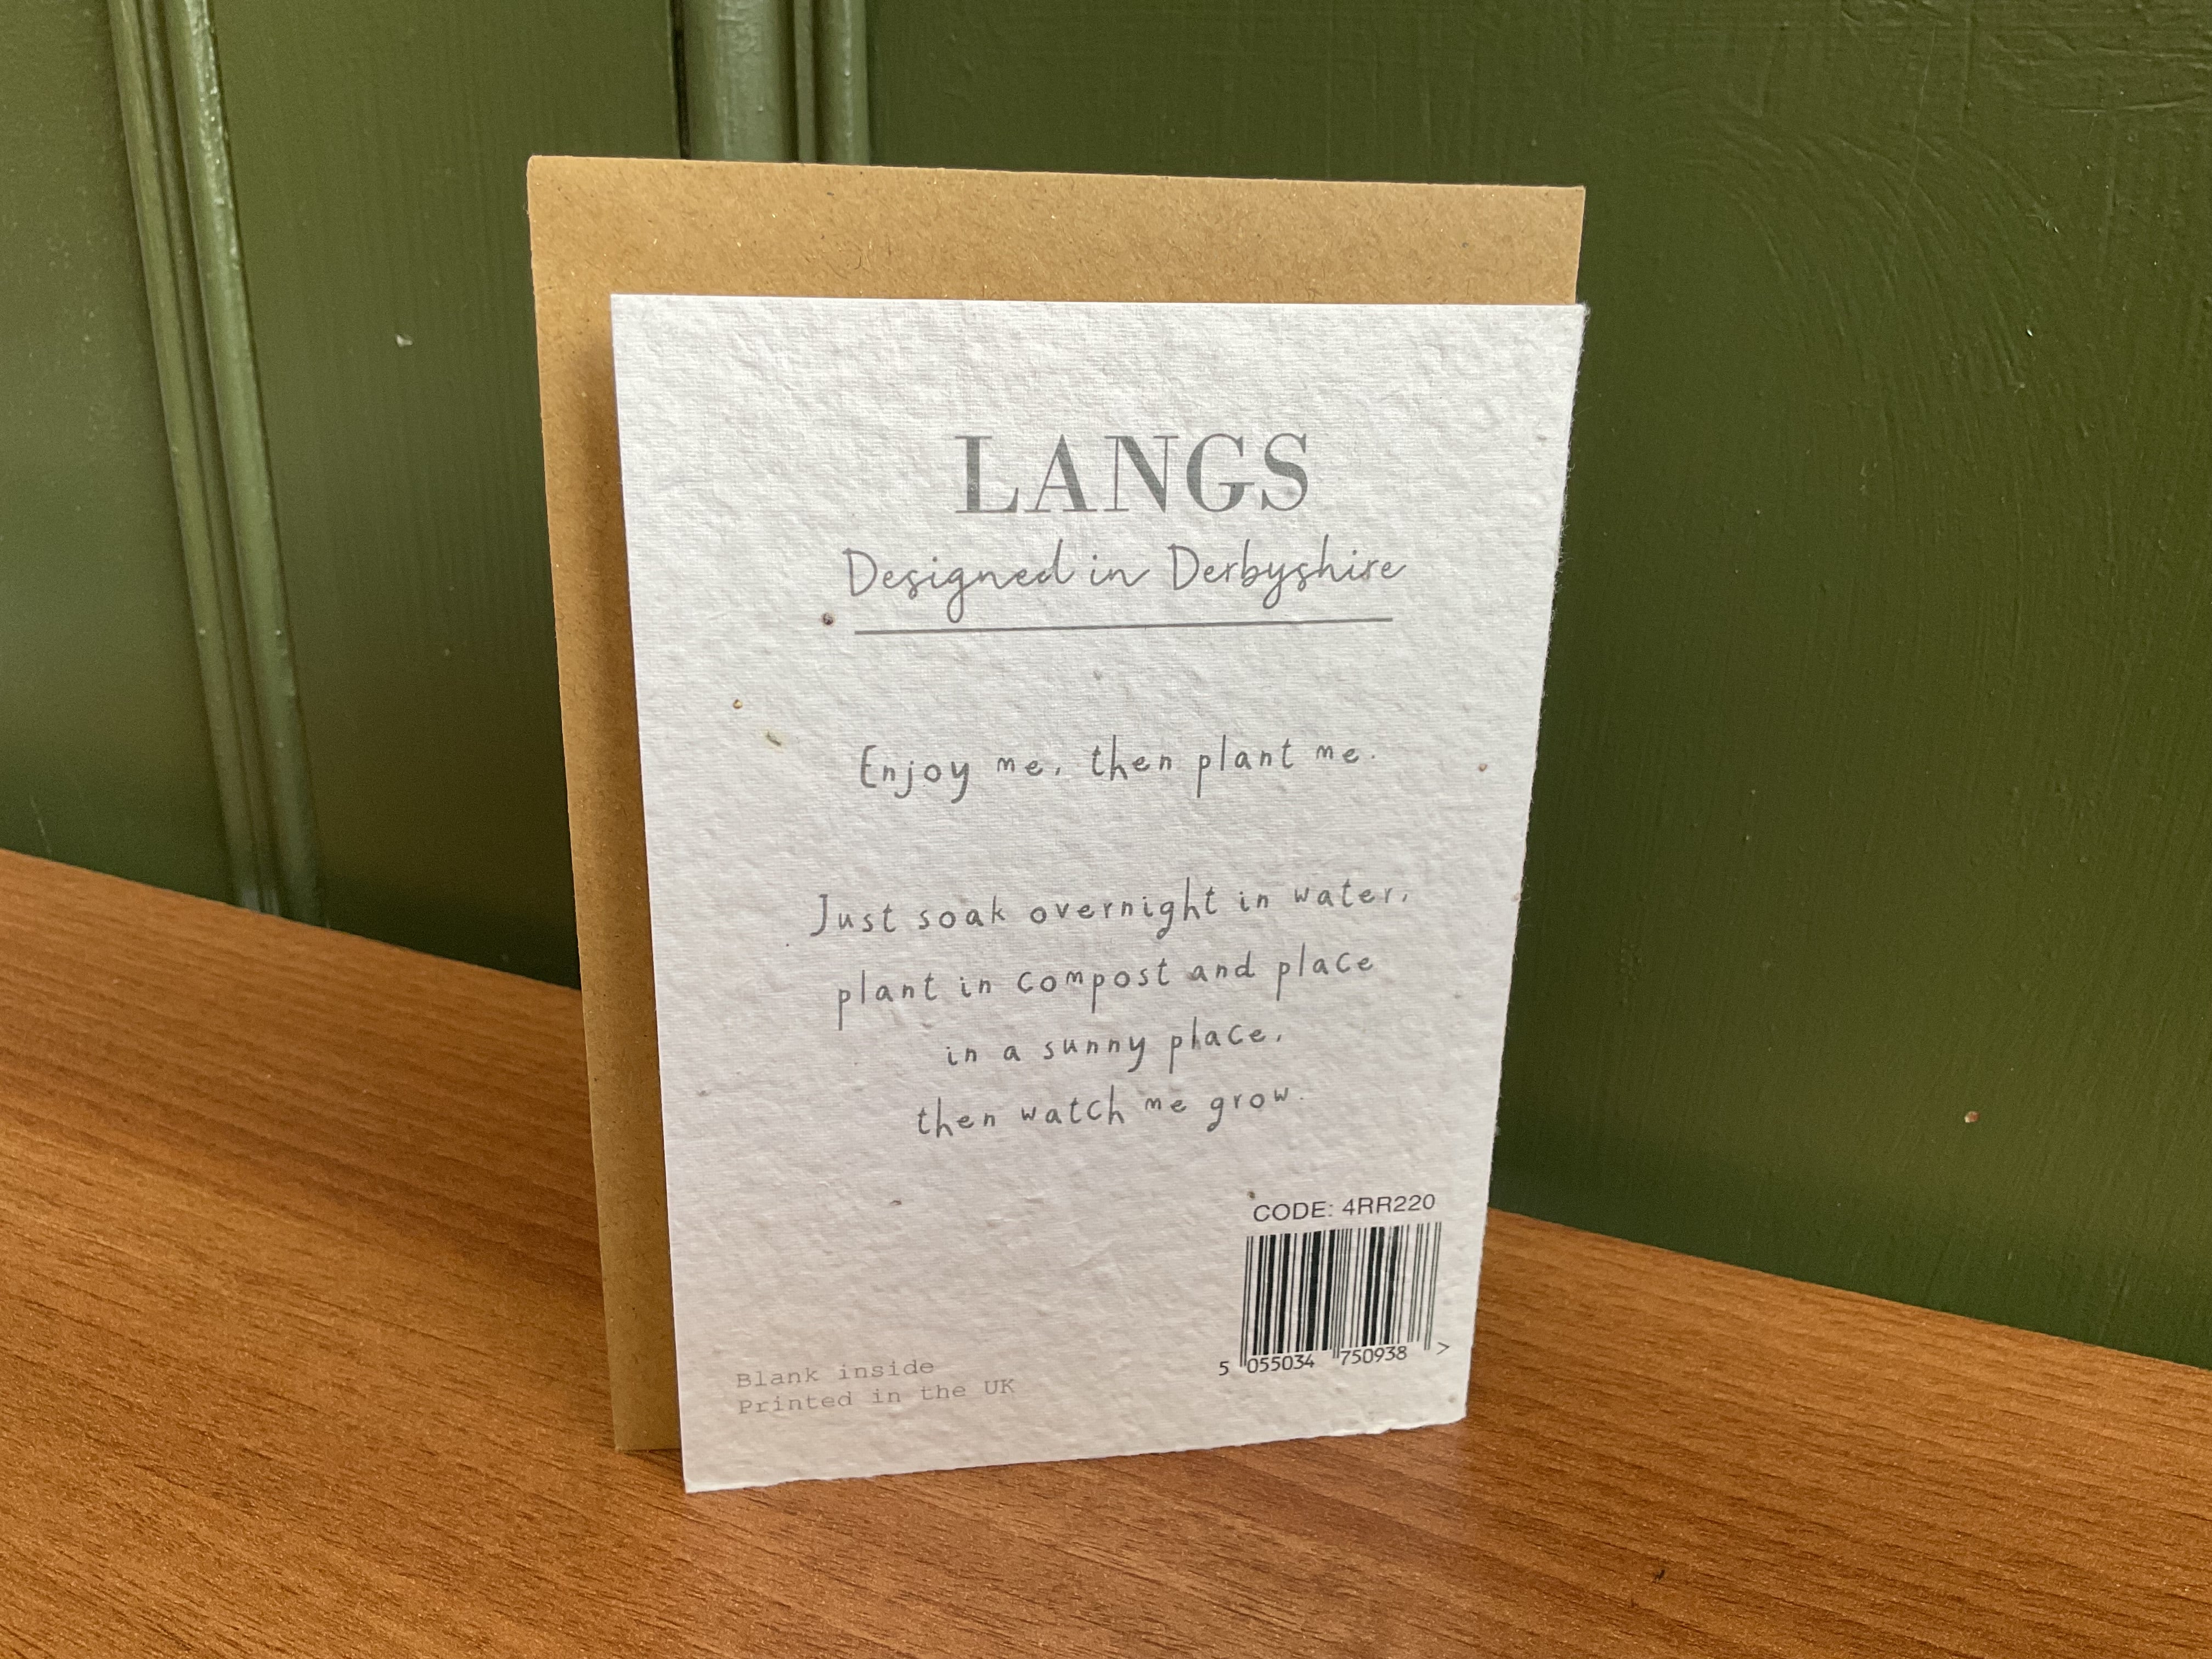 LANGS
Designed in Derbyshire
Enjoy me, then plant me.
Just soak overnight in water,
plant in compost and place
in a sunny place,
then watch me grow.
CODE: 4RR220
5 055034 750938 >
Blank inside
Printed in the UK